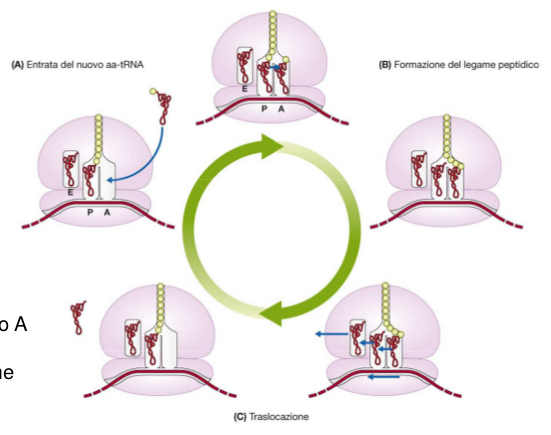 (A) Entrata del nuovo aa-tRNA
(B) Formazione del legame peptidico
E
P A
E
P A
o A
ne
(C) Traslocazione